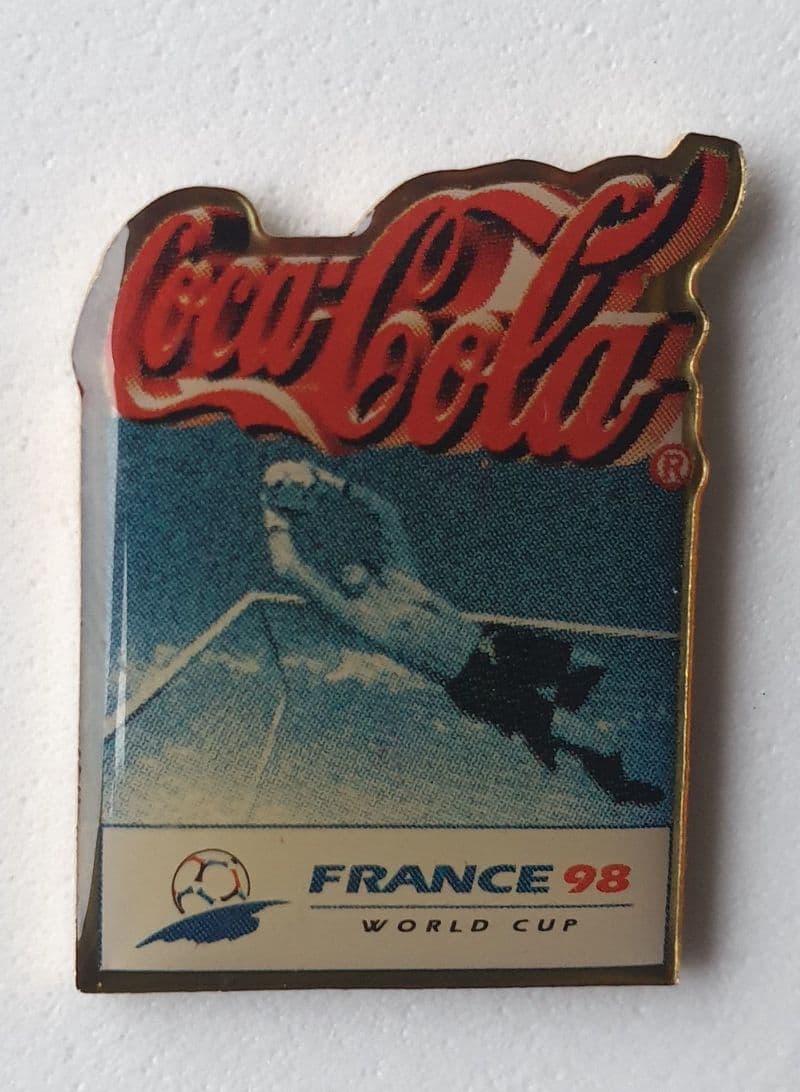 Coca-Cola
®
FRANCE 98
WORLD CUP